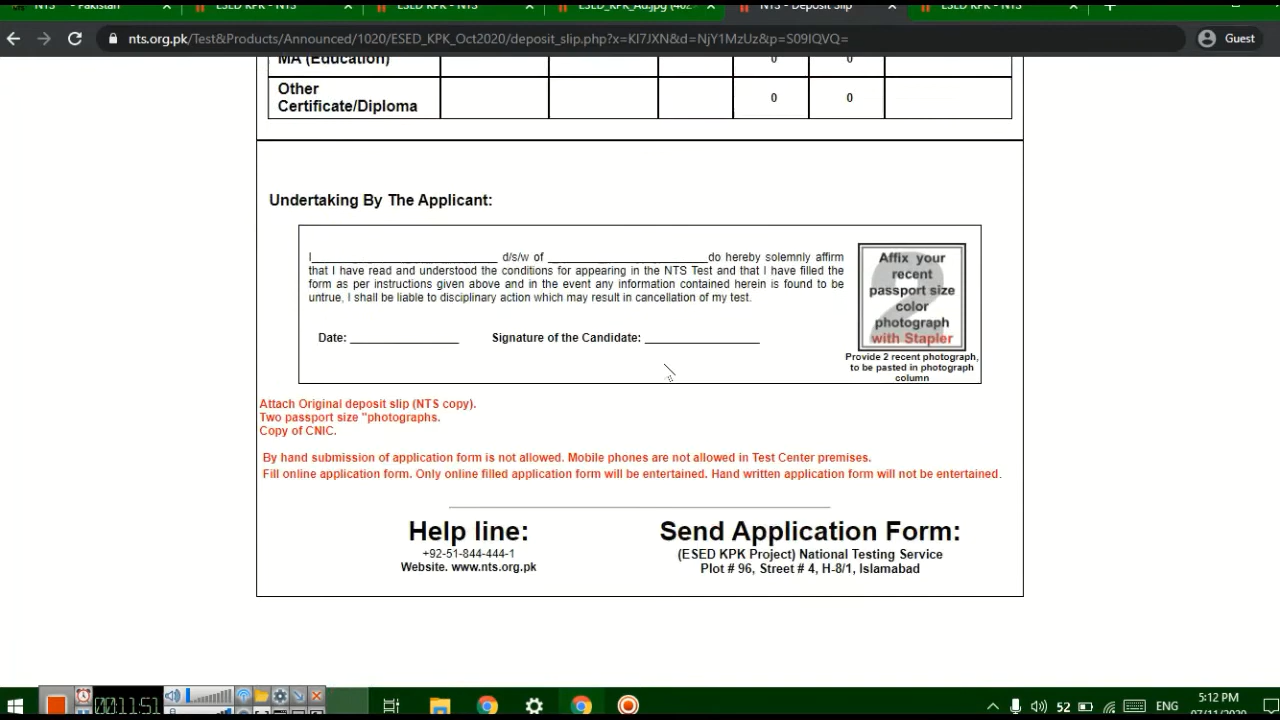 NTS - Pakistan
ESED KPK - NTS
ESED KPK - NTS
ESED_KPK_Ad.jpg
NTS - Deposit Slip
ESED KPK - NTS
nts.org.pk/Test&Products/Announced/1020/ESED_KPK_Oct2020/deposit_slip.php?x=KI7JXN&d=NjY1MzUz&p=S09IQVQ=
Guest
MA (Education) 0 0
Other
Certificate/Diploma 0 0
Undertaking By The Applicant:
I____________________________ d/s/w of ________________________do hereby solemnly affirm
that I have read and understood the conditions for appearing in the NTS Test and that I have filled the
form as per instructions given above and in the event any information contained herein is found to be
untrue, I shall be liable to disciplinary action which may result in cancellation of my test.
Date: _________________ Signature of the Candidate: __________________
2
Affix your
recent
passport size
color
photograph
with Stapler
Provide 2 recent photograph,
to be pasted in photograph
column
Attach Original deposit slip (NTS copy).
Two passport size "photographs.
Copy of CNIC.
By hand submission of application form is not allowed. Mobile phones are not allowed in Test Center premises.
Fill online application form. Only online filled application form will be entertained. Hand written application form will not be entertained.
Help line:
+92-51-844-444-1
Website. www.nts.org.pk
Send Application Form:
(ESED KPK Project) National Testing Service
Plot # 96, Street # 4, H-8/1, Islamabad
00:11:51
52
ENG
5:12 PM
07/11/2020